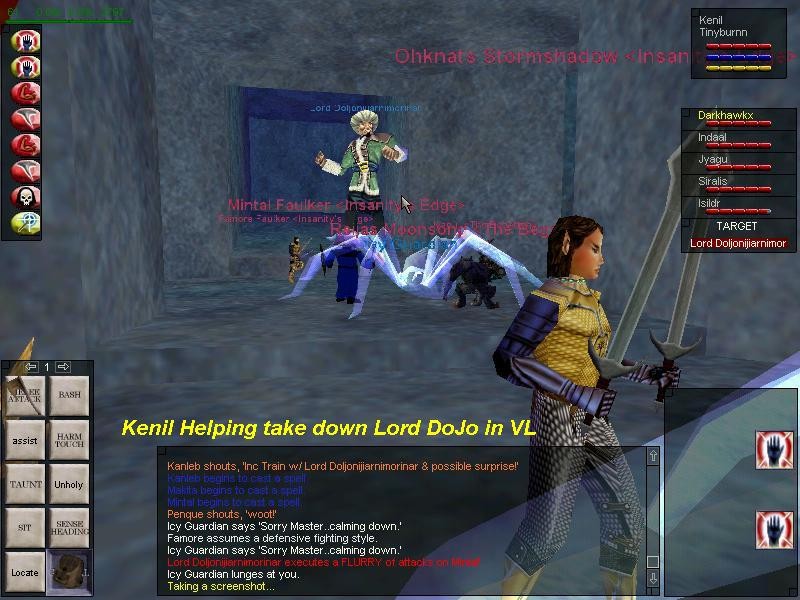 Kenil
Tinyburnn
Ohknats Stormshadow <Insani
Darkhawkx
Indaal
Jyagu
Siralis
Isildr
TARGET
Lord Doljonijiarnimor
Lord Doljonijiarnimorinar
Mintal Faulker <Insanity's Edge>
Famore Faulker <Insanity's ge>
1
ATTACK
BASH
assist
HARM TOUCH
TAUNT
Unholy
SIT
SENSE HEADING
Locate
Kenil Helping take down Lord DoJo in VL
Kanleb shouts, 'Inc Train w/ Lord Doljonijiarnimorinar & possible surprise!'
Kanleb begins to cast a spell.
Makita begins to cast a spell.
Mintal begins to cast a spell.
Penque shouts, 'woot!'
Icy Guardian says 'Sorry Master..calming down.'
Famore assumes a defensive fighting style.
Icy Guardian says 'Sorry Master..calming down.'
Lord Doljonijiarnimorinar executes a FLURRY of attacks on Mintal!
Icy Guardian lunges at you.
Taking a screenshot...